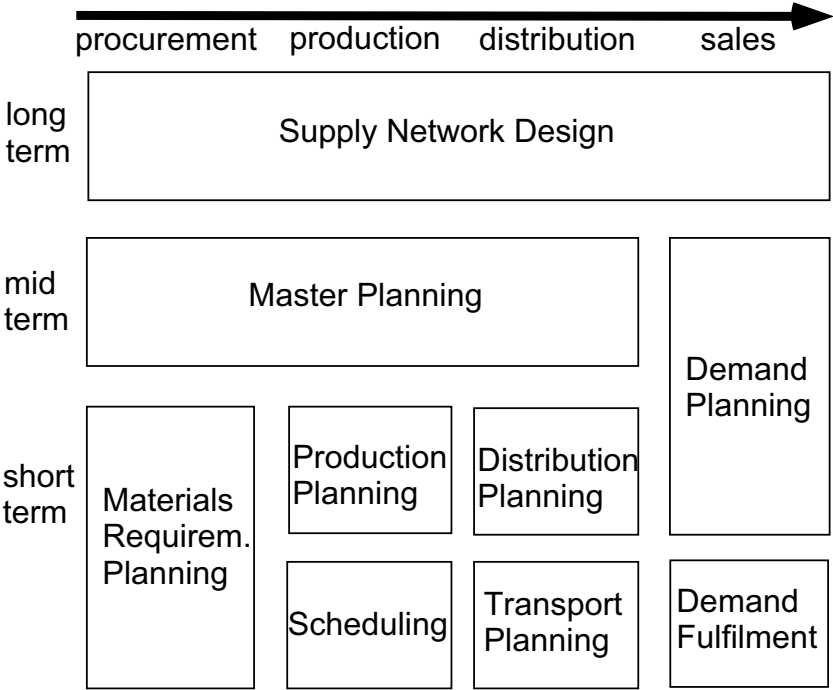 procurement production distribution sales
long
term
Supply Network Design
mid
term
Master Planning
Demand
Planning
short
term
Materials
Requirem.
Planning
Production
Planning
Distribution
Planning
Scheduling
Transport
Planning
Demand
Fulfilment